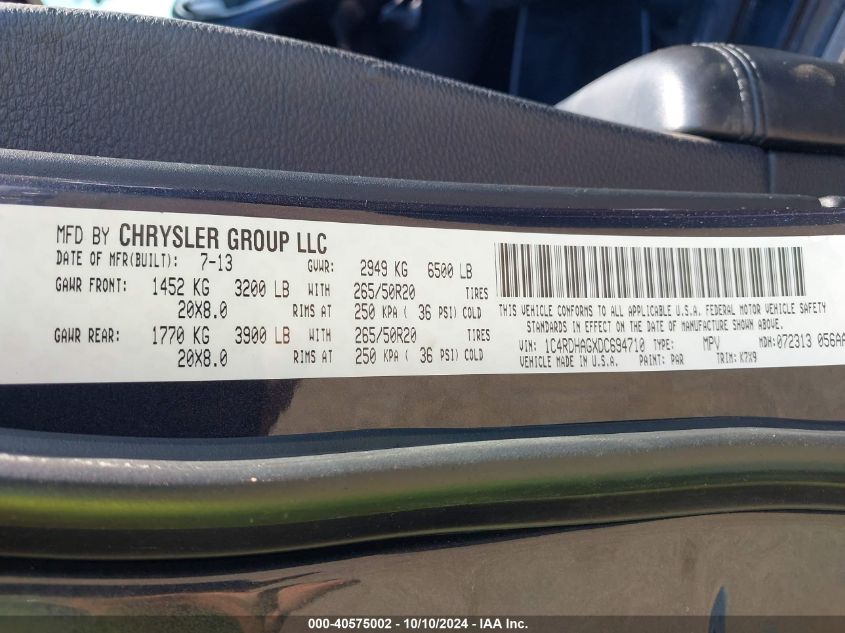 MFD BY CHRYSLER GROUP LLC
DATE OF MFR(BUILT): 7-13 GVWR: 2949 KG 6500 LB
GAWR FRONT: 1452 KG 3200 LB WITH 265/50R20 TIRES
20X8.0 RIMS AT 250 KPA ( 36 PSI) COLD
GAWR REAR: 1770 KG 3900 LB WITH 265/50R20 TIRES
20X8.0 RIMS AT 250 KPA ( 36 PSI) COLD
THIS VEHICLE CONFORMS TO ALL APPLICABLE U.S.A. FEDERAL MOTOR VEHICLE SAFETY
STANDARDS IN EFFECT ON THE DATE OF MANUFACTURE SHOWN ABOVE.
VIN: 1C4RDHAGXDC694710 TYPE: MPV MDH: 072313 056AA
VEHICLE MADE IN U.S.A. PAINT: PAR TRIM: K7X9
000-40575002 - 10/10/2024 - IAA Inc.